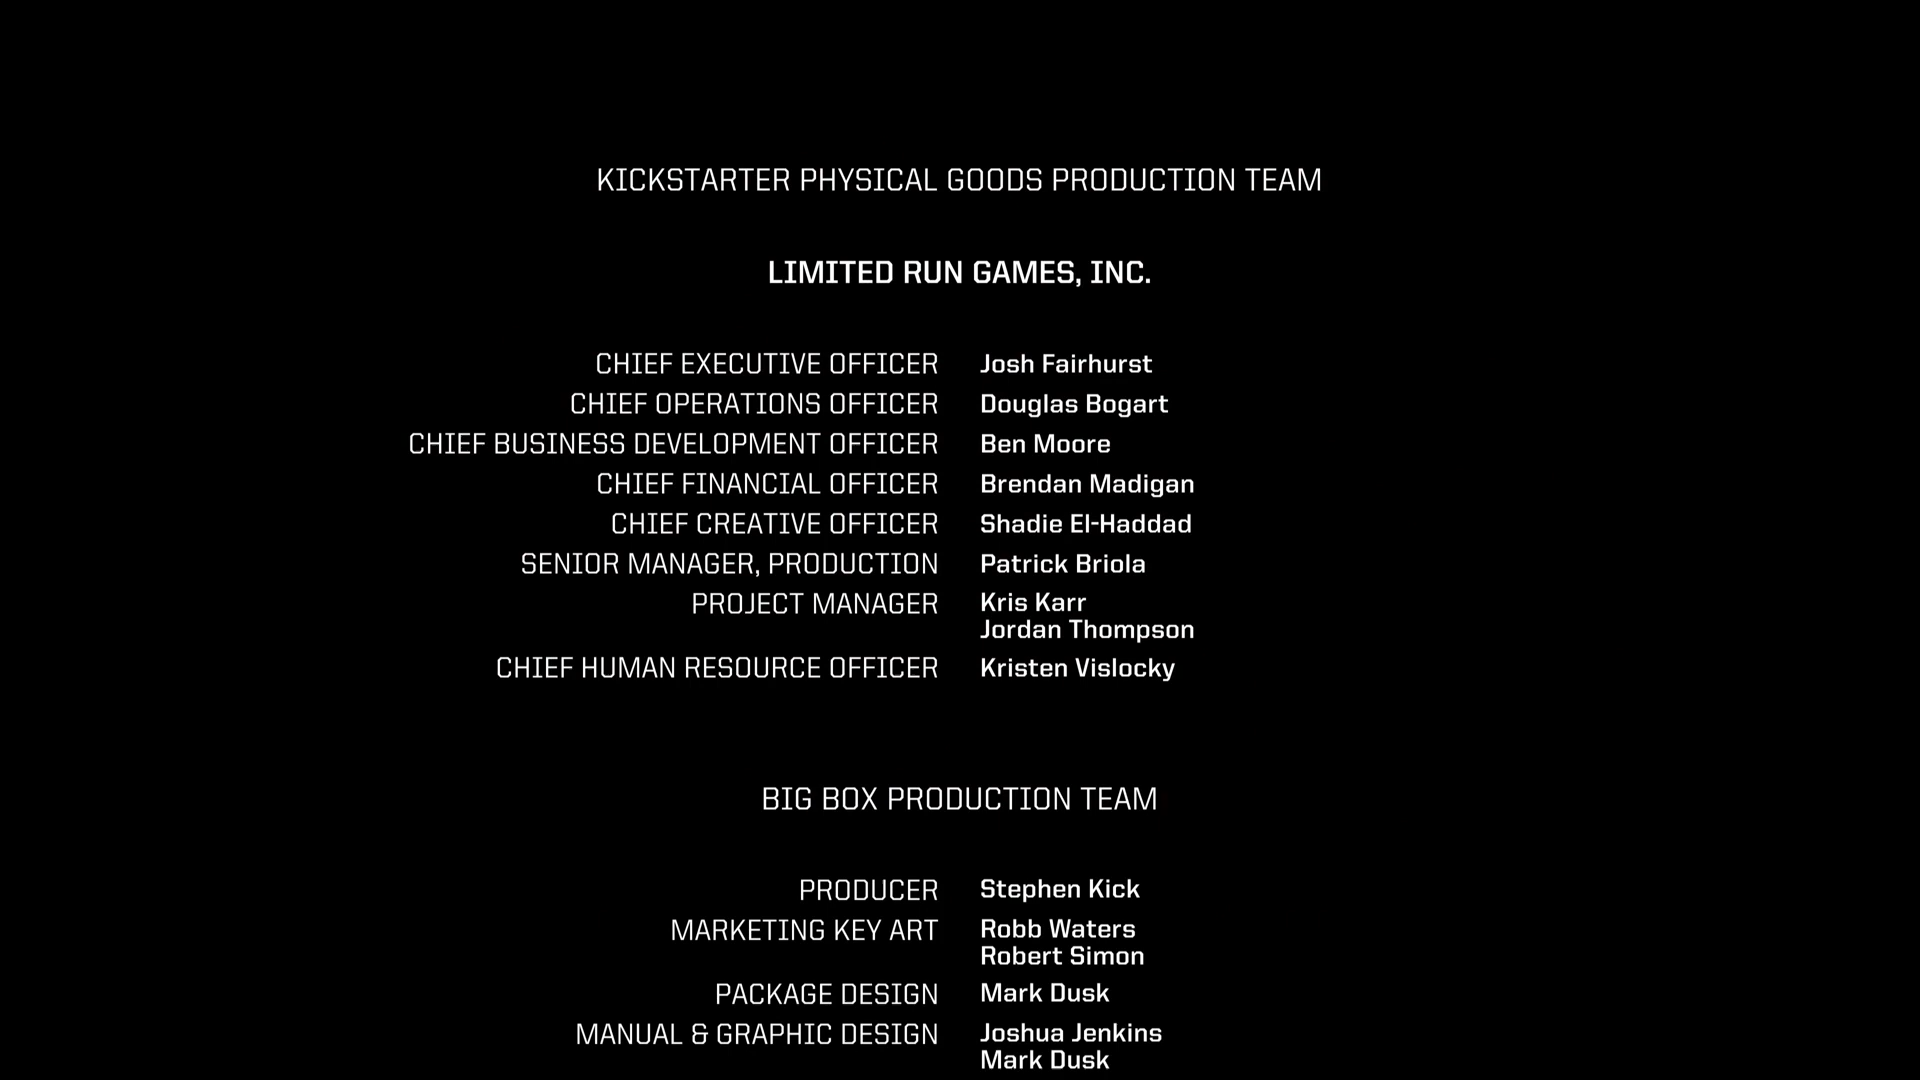 KICKSTARTER PHYSICAL GOODS PRODUCTION TEAM
LIMITED RUN GAMES, INC.
CHIEF EXECUTIVE OFFICER Josh Fairhurst
CHIEF OPERATIONS OFFICER Douglas Bogart
CHIEF BUSINESS DEVELOPMENT OFFICER Ben Moore
CHIEF FINANCIAL OFFICER Brendan Madigan
CHIEF CREATIVE OFFICER Shadie El-Haddad
SENIOR MANAGER, PRODUCTION Patrick Briola
PROJECT MANAGER Kris Karr
Jordan Thompson
CHIEF HUMAN RESOURCE OFFICER Kristen Vislocky
BIG BOX PRODUCTION TEAM
PRODUCER Stephen Kick
MARKETING KEY ART Robb Waters
Robert Simon
PACKAGE DESIGN Mark Dusk
MANUAL & GRAPHIC DESIGN Joshua Jenkins
Mark Dusk